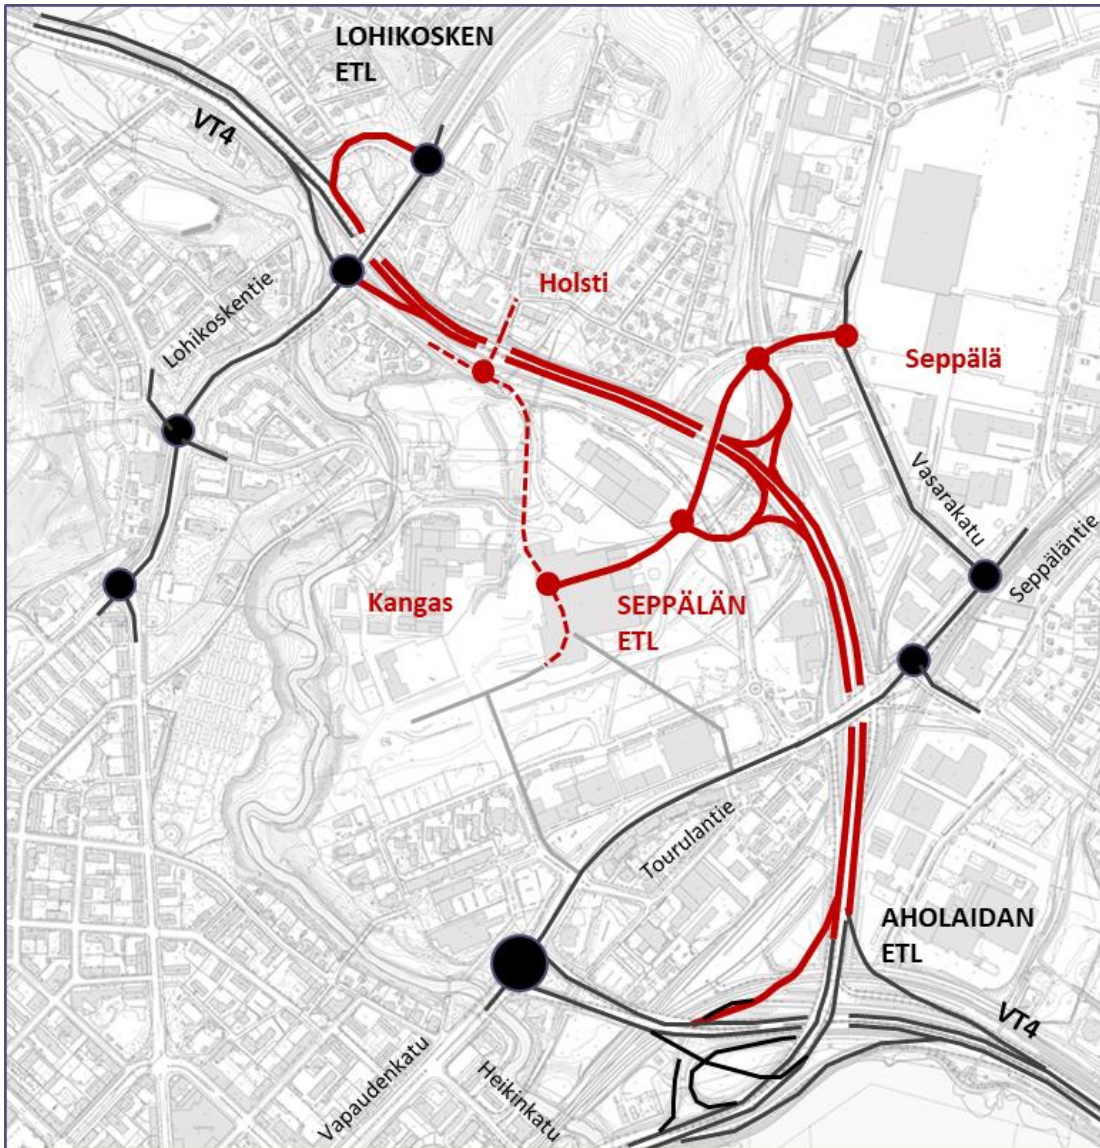 LOHIKOSKEN
ETL
VT4
Holsti
Lohikoskentie
Seppälä
Vasarakatu
Seppäläntie
Kangas
SEPPÄLÄN
ETL
Tourulantie
AHOLAIDAN
ETL
VT4
Vapaudenkatu
Heikinkatu